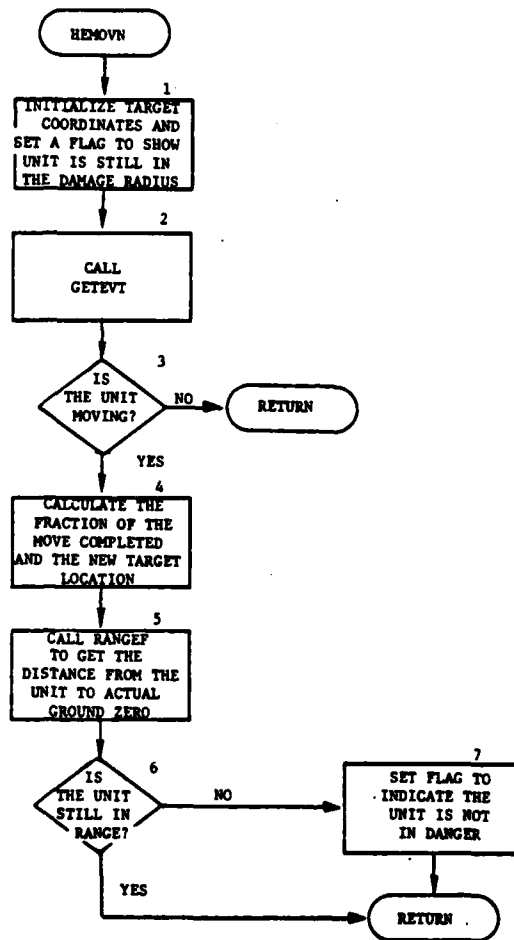 HEMOVN
1
INITIALIZE TARGET
COORDINATES AND
SET A FLAG TO SHOW
UNIT IS STILL IN
THE DAMAGE RADIUS
2
CALL
GETEVT
3
IS
THE UNIT
MOVING?
NO
RETURN
YES
4
CALCULATE THE
FRACTION OF THE
MOVE COMPLETED
AND THE NEW TARGET
LOCATION
5
CALL RANGEF
TO GET THE
DISTANCE FROM THE
UNIT TO ACTUAL
GROUND ZERO
6
IS
THE UNIT
STILL IN
RANGE?
NO
7
SET FLAG TO
INDICATE THE
UNIT IS NOT
IN DANGER
YES
RETURN